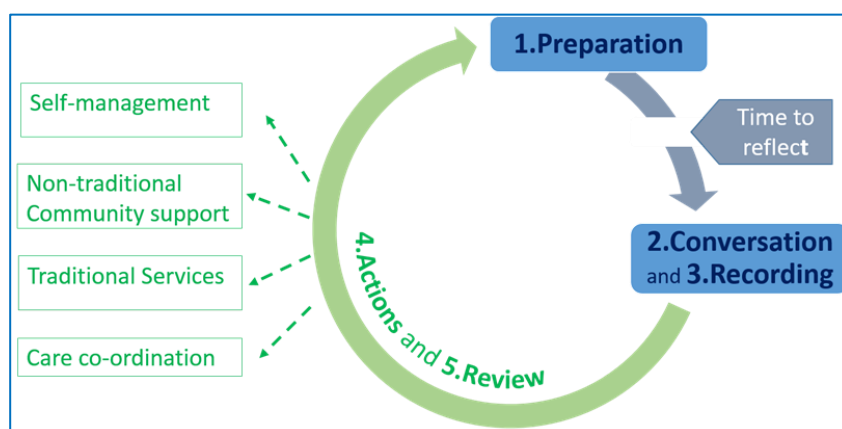 1.Preparation
Time to
reflect
2.Conversation
and 3.Recording
4.Actions and 5.Review
Self-management
Non-traditional
Community support
Traditional Services
Care co-ordination